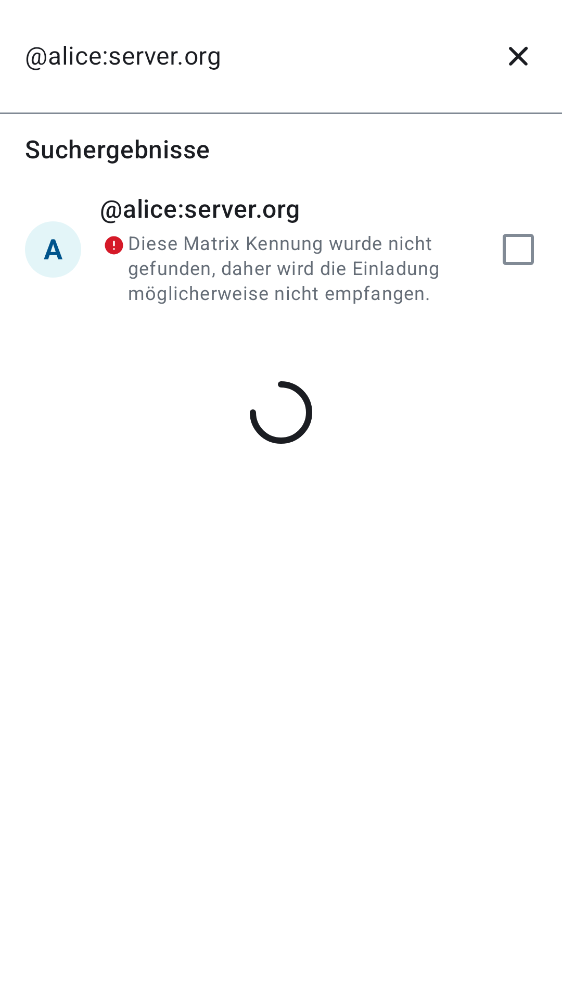 @alice:server.org
Suchergebnisse
@alice:server.org
A
Diese Matrix Kennung wurde nicht
gefunden, daher wird die Einladung
möglicherweise nicht empfangen.